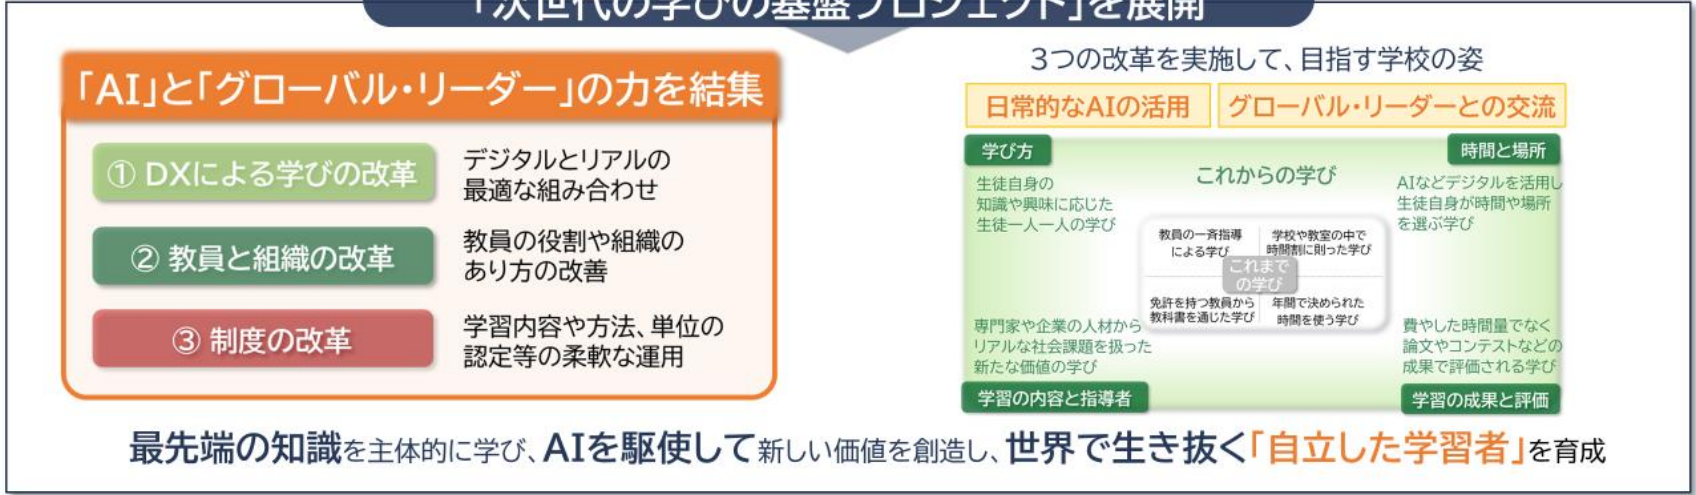 「次世代の学びの基盤プロジェクト」を展開
「AI」と「グローバル・リーダー」の力を結集
① DXによる学びの改革
デジタルとリアルの
最適な組み合わせ
② 教員と組織の改革
教員の役割や組織の
あり方の改善
③ 制度の改革
学習内容や方法、単位の
認定等の柔軟な運用
3つの改革を実施して、目指す学校の姿
日常的なAIの活用
グローバル・リーダーとの交流
学び方
生徒自身の
知識や興味に応じた
生徒一人一人の学び
これからの学び
時間と場所
AIなどデジタルを活用し
生徒自身が時間や場所
を選ぶ学び
教員の一斉指導
による学び
学校や教室の中で
時間割に則った学び
これまで
の学び
免許を持つ教員から
教科書を通じた学び
年間で決められた
時間を使う学び
専門家や企業の人材から
リアルな社会課題を扱った
新たな価値の学び
学習の内容と指導者
費やした時間量でなく
論文やコンテストなどの
成果で評価される学び
学習の成果と評価
最先端の知識を主体的に学び、AIを駆使して新しい価値を創造し、世界で生き抜く「自立した学習者」を育成